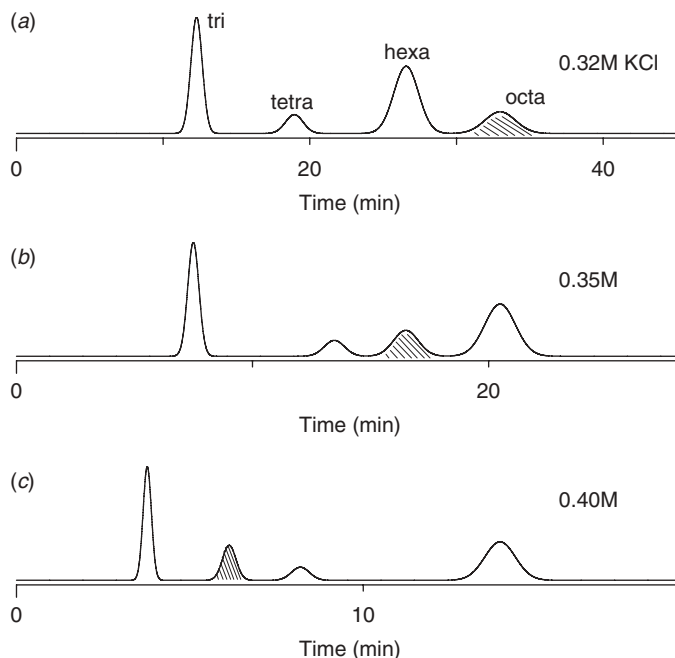 (a)
tri
tetra
hexa
octa
0.32M KCl
0
20
40
Time (min)
(b)
0.35M
0
20
Time (min)
(c)
0.40M
0
10
Time (min)